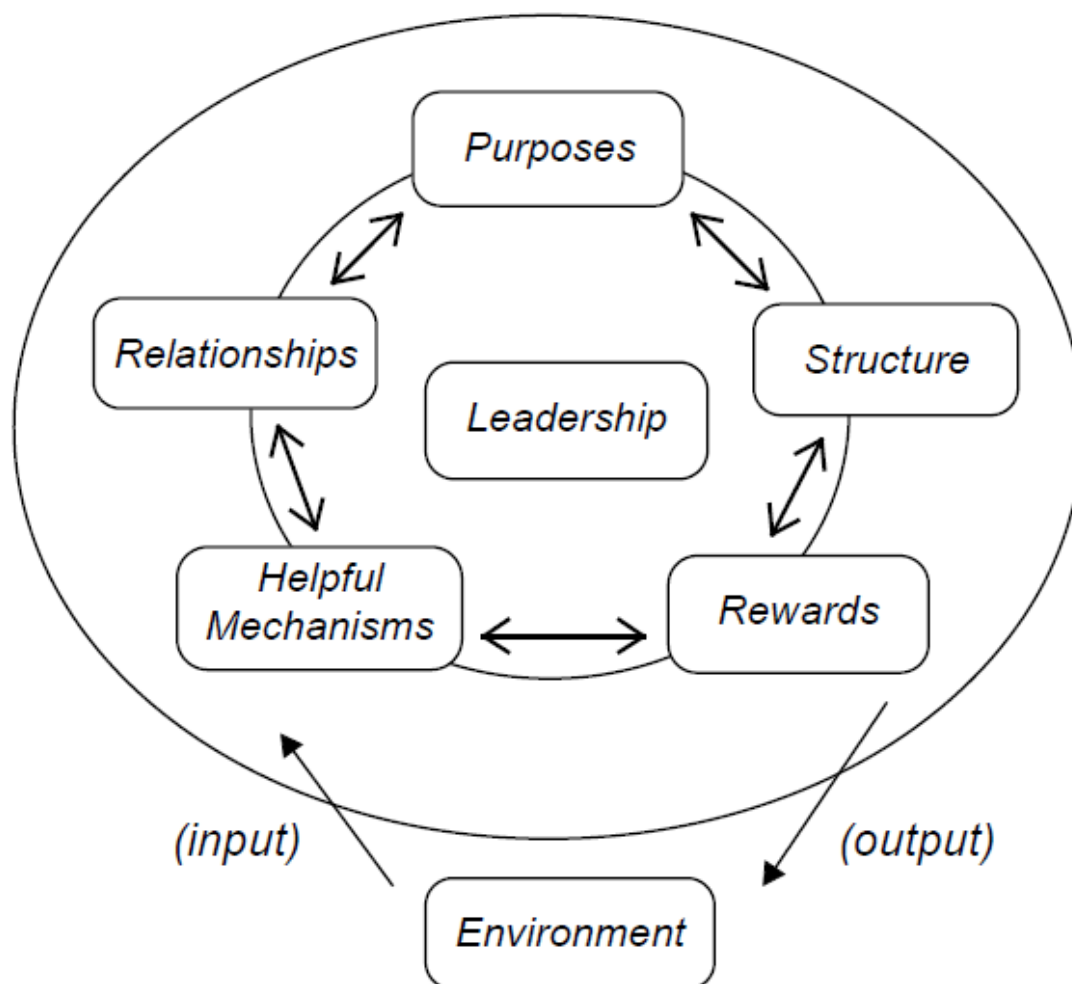 Purposes
Relationships
Structure
Leadership
Helpful
Mechanisms
Rewards
(input)
(output)
Environment